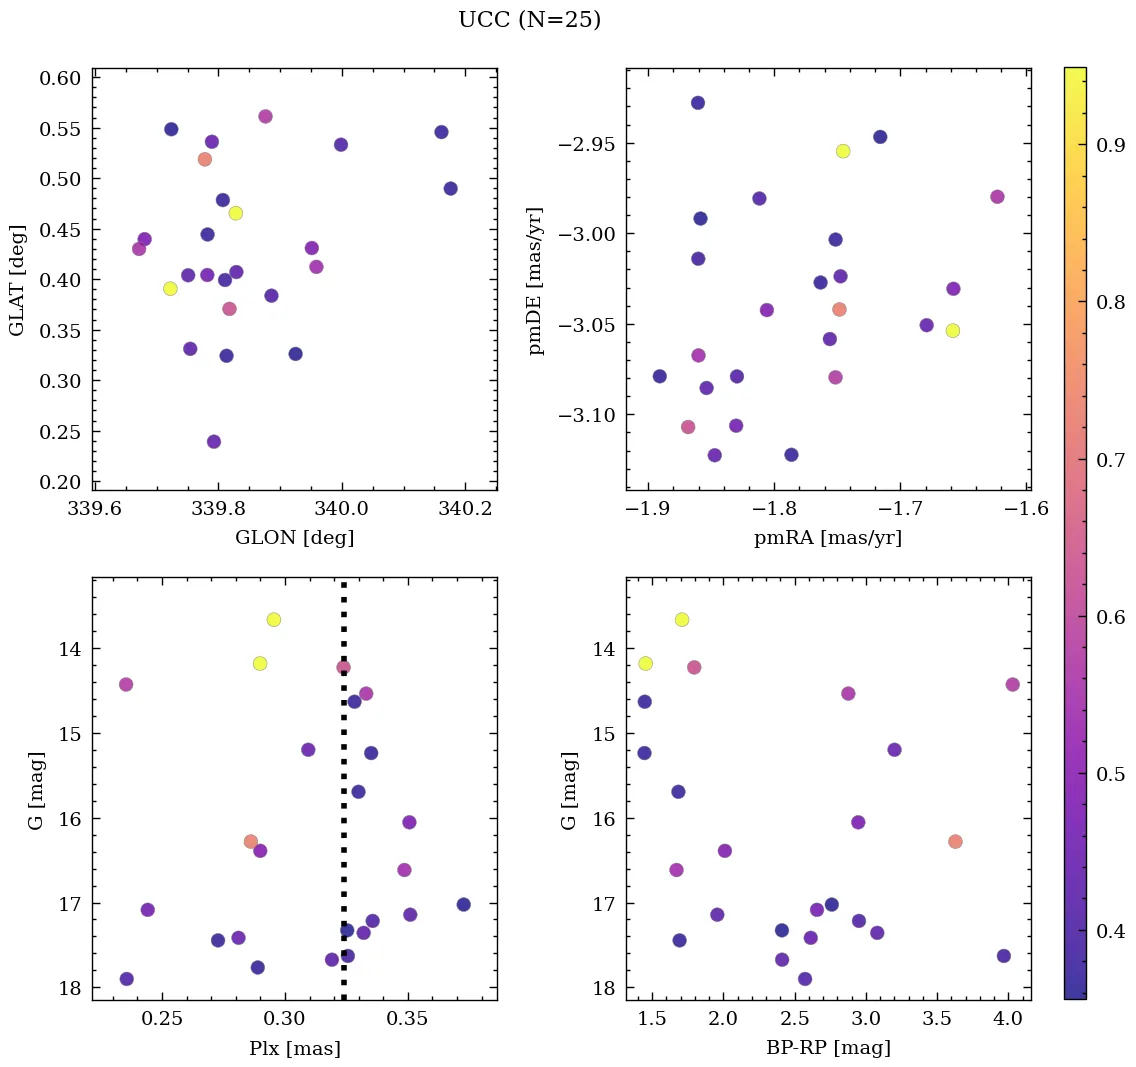 UCC (N=25)
0.60
0.55
0.50
0.45
0.40
0.35
0.30
0.25
0.20
GLAT [deg]
339.6 339.8 340.0 340.2
GLON [deg]
−2.95
−3.00
−3.05
−3.10
pmDE [mas/yr]
−1.9 −1.8 −1.7 −1.6
pmRA [mas/yr]
14
15
16
17
18
G [mag]
0.25 0.30 0.35
Plx [mas]
14
15
16
17
18
G [mag]
1.5 2.0 2.5 3.0 3.5 4.0
BP-RP [mag]
0.9
0.8
0.7
0.6
0.5
0.4